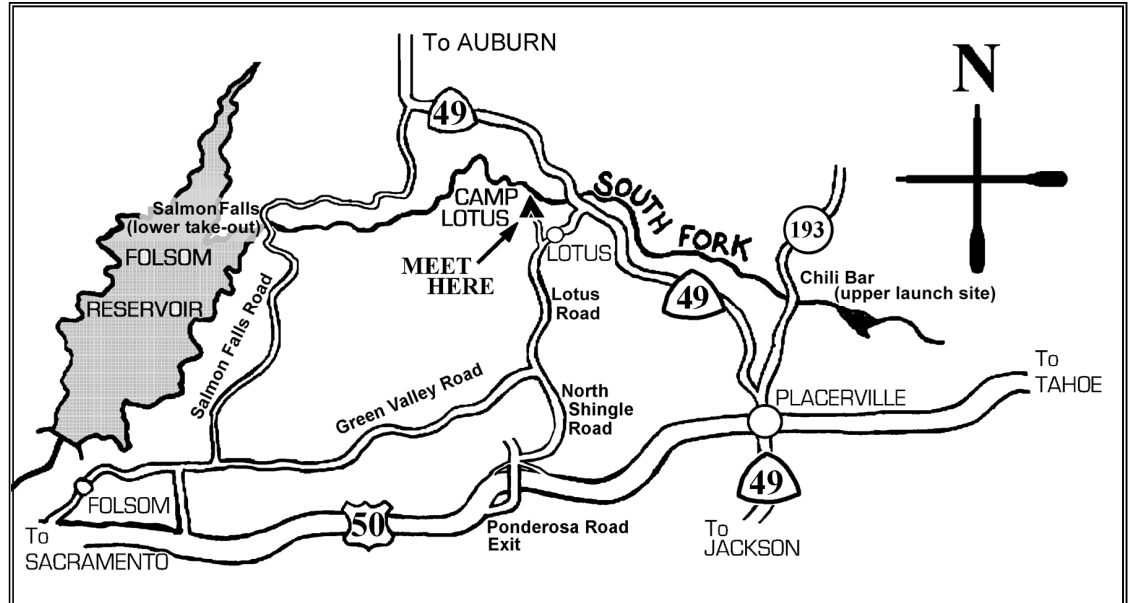 To AUBURN
N
49
SOUTH FORK
CAMP
LOTUS
Salmon Falls
(lower take-out)
193
FOLSOM
LOTUS
MEET
HERE
Chili Bar
(upper launch site)
RESERVOIR
Lotus
Road
49
Salmon Falls Road
To
TAHOE
Green Valley Road
North
Shingle
Road
PLACERVILLE
49
FOLSOM
50
Ponderosa Road
Exit
To
SACRAMENTO
To
JACKSON